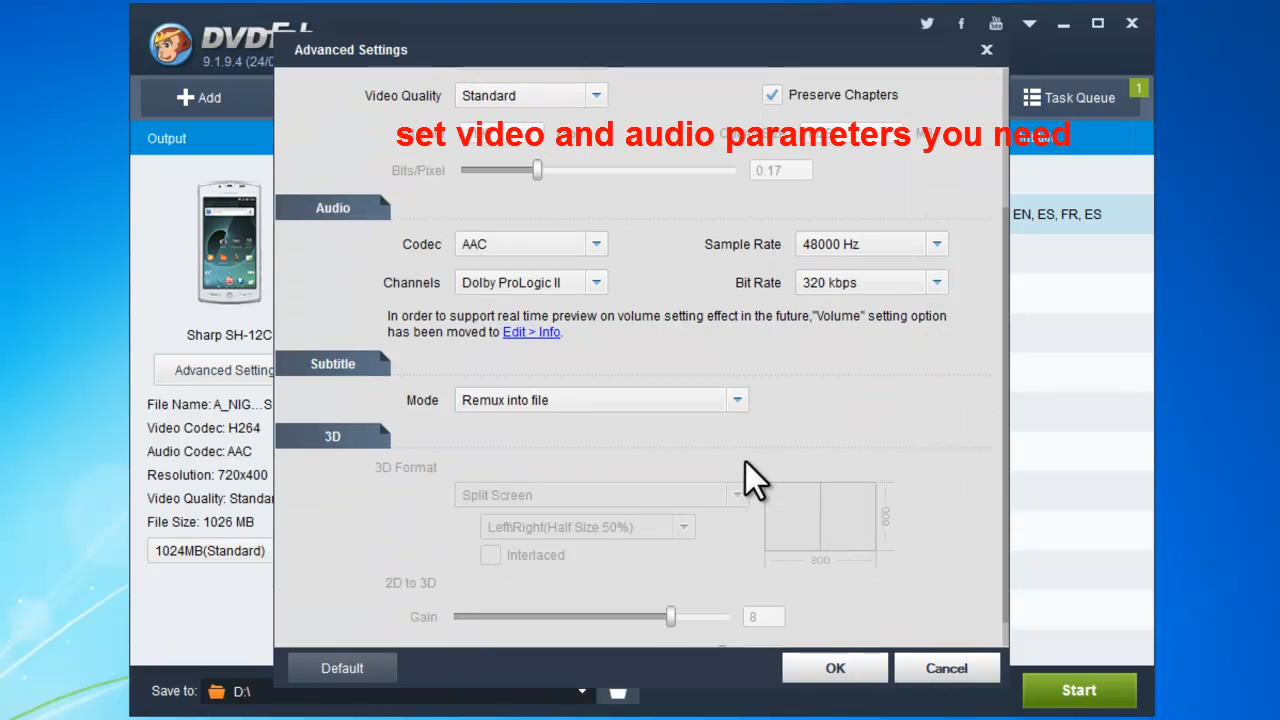 DVDF
9.1.9.4 (24/0
Advanced Settings
Add
Task Queue
1
Output
Video Quality
Standard
Preserve Chapters
set video and audio parameters you need
Bits/Pixel
0.17
Audio
EN, ES, FR, ES
Codec
AAC
Sample Rate
48000 Hz
Channels
Dolby ProLogic II
Bit Rate
320 kbps
In order to support real time preview on volume setting effect in the future,"Volume" setting option
has been moved to Edit > Info.
Sharp SH-12C
Subtitle
Advanced Setting
Mode
Remux into file
File Name: A_NIG...S
Video Codec: H264
3D
Audio Codec: AAC
3D Format
Resolution: 720x400
Split Screen
Video Quality: Standar
File Size: 1026 MB
Left\Right(Half Size 50%)
600
1024MB(Standard)
Interlaced
800
2D to 3D
Gain
8
Default
OK
Cancel
Save to:
D:\
Start